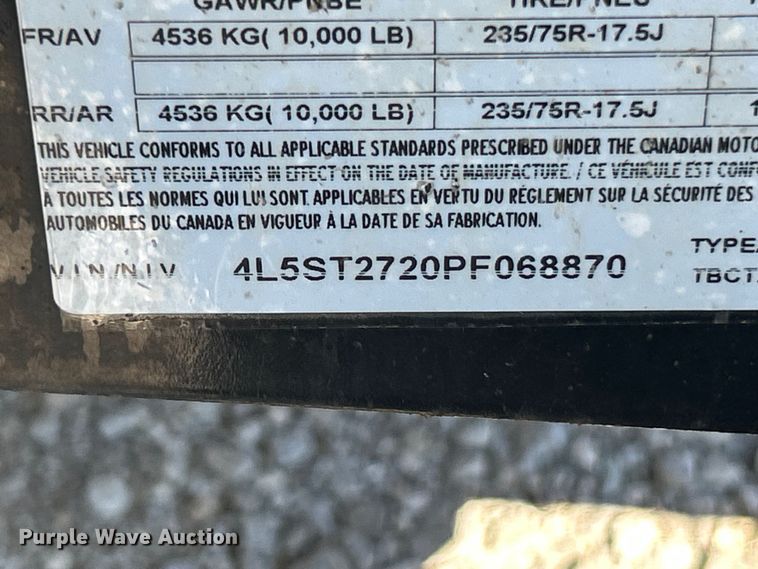 GAWR/PNBE TIRE/PNEU
FR/AV 4536 KG( 10,000 LB) 235/75R-17.5J
RR/AR 4536 KG( 10,000 LB) 235/75R-17.5J 1
THIS VEHICLE CONFORMS TO ALL APPLICABLE STANDARDS PRESCRIBED UNDER THE CANADIAN MOTO
VEHICLE SAFETY REGULATIONS IN EFFECT ON THE DATE OF MANUFACTURE. / CE VÉHICULE EST CONF
À TOUTES LES NORMES QUI LUI SONT APPLICABLES EN VERTU DU RÈGLEMENT SUR LA SÉCURITÉ DES
AUTOMOBILES DU CANADA EN VIGUEUR À LA DATE DE SA FABRICATION.
V I N /N I V 4L5ST2720PF068870
TYPE/
TBCT/
Purple Wave Auction